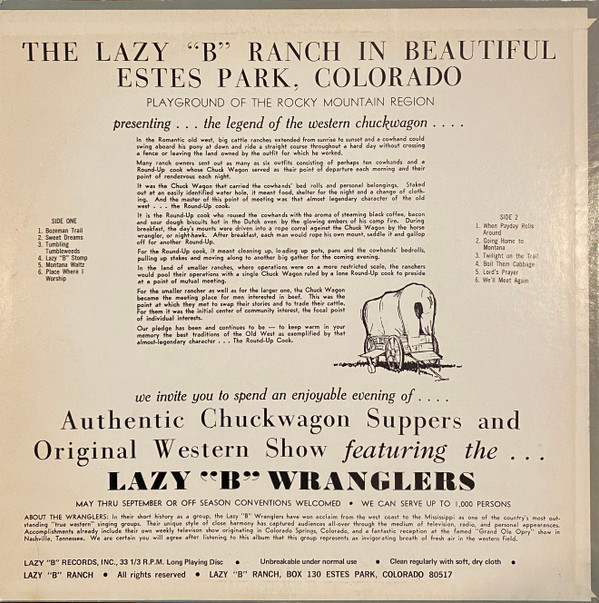 THE LAZY “B” RANCH IN BEAUTIFUL
ESTES PARK, COLORADO
PLAYGROUND OF THE ROCKY MOUNTAIN REGION
presenting . . . the legend of the western chuckwagon . . . .
In the Romantic old west, big cattle ranches extended from sunrise to sunset and a cowhand could
swing aboard his pony at dawn and ride a straight course throughout a hard day without crossing
a fence or leaving the land owned by the outfit for which he worked.
Many ranch owners sent out as many as six outfits consisting of perhaps ten cowhands and a
Round-Up cook whose Chuck Wagon served as their point of departure each morning and their
point of rendezvous each night.
It was the Chuck Wagon that carried the cowhands' bed rolls and personal belongings. Staked
out at an easily identified water hole, it meant food, shelter for the night and a change of cloth-
ing. And the master of this point of meeting was that almost legendary character of the old
west . . . the Round-Up cook.
It is the Round-Up cook who roused the cowhands with the aroma of steaming black coffee, bacon
and sour dough biscuits hot in the Dutch oven by the glowing embers of his camp fire. During
breakfast, the day's mounts were driven into a rope corral against the Chuck Wagon by the horse
wrangler, or night-hawk. After breakfast, each man would rope his own mount, saddle it and gallop
off for another Round-Up.
For the Round-Up cook, it meant cleaning up, loading up pots, pans and the cowhands' bedrolls,
pulling up stakes and moving along to another big gather for the coming evening.
In the land of smaller ranches, where operations were on a more restricted scale, the ranchers
would pool their operations with a single Chuck Wagon ruled by a lone Round-Up cook to preside
at a point of mutual meeting.
For the smaller rancher as well as for the larger one, the Chuck Wagon
became the meeting place for men interested in beef. This was the
point at which they met to swap their stories and to trade their cattle.
For them it was the initial center of community interest, the focal point
of individual interests.
Our pledge has been and continues to be — to keep warm in your
memory the best traditions of the Old West as exemplified by that
almost-legendary character . . . The Round-Up Cook.
SIDE ONE
1. Bozeman Trail
2. Sweet Dreams
3. Tumbling
Tumbleweeds
4. Lazy “B” Stomp
5. Montana Waltz
6. Place Where I
Worship
SIDE 2
1. When Payday Rolls
Around
2. Going Home to
Montana
3. Twilight on the Trail
4. Boil Them Cabbage
5. Lord's Prayer
6. We'll Meet Again
we invite you to spend an enjoyable evening of . . . .
Authentic Chuckwagon Suppers and
Original Western Show featuring the . . .
LAZY “B” WRANGLERS
MAY THRU SEPTEMBER OR OFF SEASON CONVENTIONS WELCOMED • WE CAN SERVE UP TO 1,000 PERSONS
ABOUT THE WRANGLERS: In their short history as a group, the Lazy “B” Wranglers have won acclaim from the west coast to the Mississippi as one of the country's most out-
standing “true western” singing groups. Their unique style of close harmony has captured audiences all-over through the medium of television, radio, and personal appearances.
Accomplishments already include their own weekly television show originating in Colorado Springs, Colorado, and a fantastic reception at the famed “Grand Ole Opry” show in
Nashville, Tennessee. We are certain you will agree after listening to this album that this group represents an invigorating breath of fresh air in the western field.
LAZY “B” RECORDS, INC., 33 1/3 R.P.M. Long Playing Disc • Unbreakable under normal use • Clean regularly with soft, dry cloth •
LAZY “B” RANCH • All rights reserved • LAZY “B” RANCH, BOX 130 ESTES PARK, COLORADO 80517